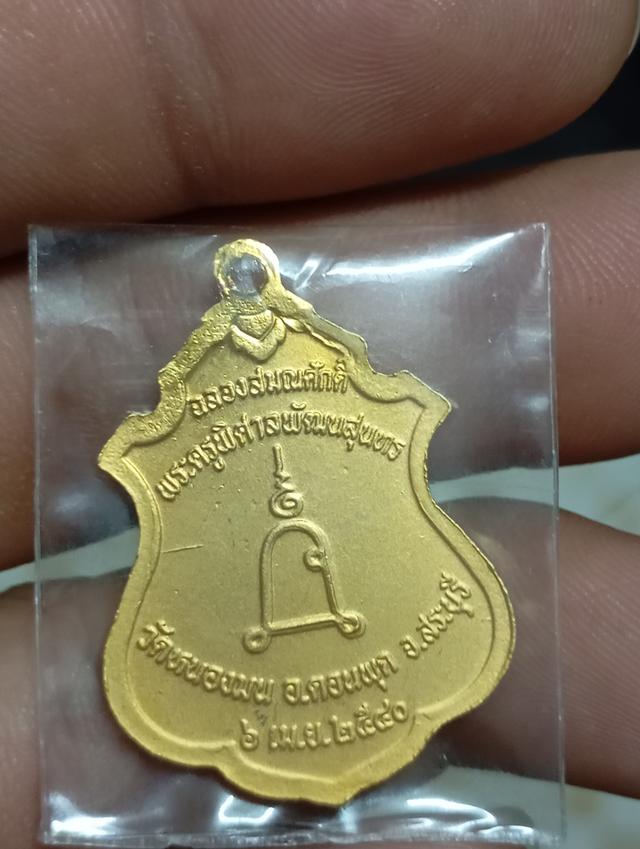 ฉลองสมณศักดิ์
พระครูพิศาลพัฒนสุนทร
วัดหนองมน อ.ดอนพุด จ.สระบุรี
๖ เม.ย.๒๕๔๐